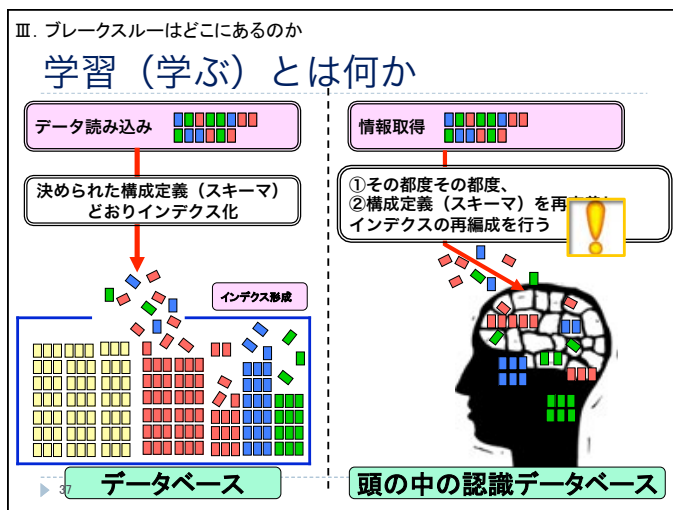 Ⅲ．ブレークスルーはどこにあるのか
学習（学ぶ）とは何か
データ読み込み
決められた構成定義（スキーマ）
どおりインデクス化
インデクス形成
データベース
情報取得
①その都度その都度、
②構成定義（スキーマ）を再
インデクスの再編成を行う
頭の中の認識データベース
37